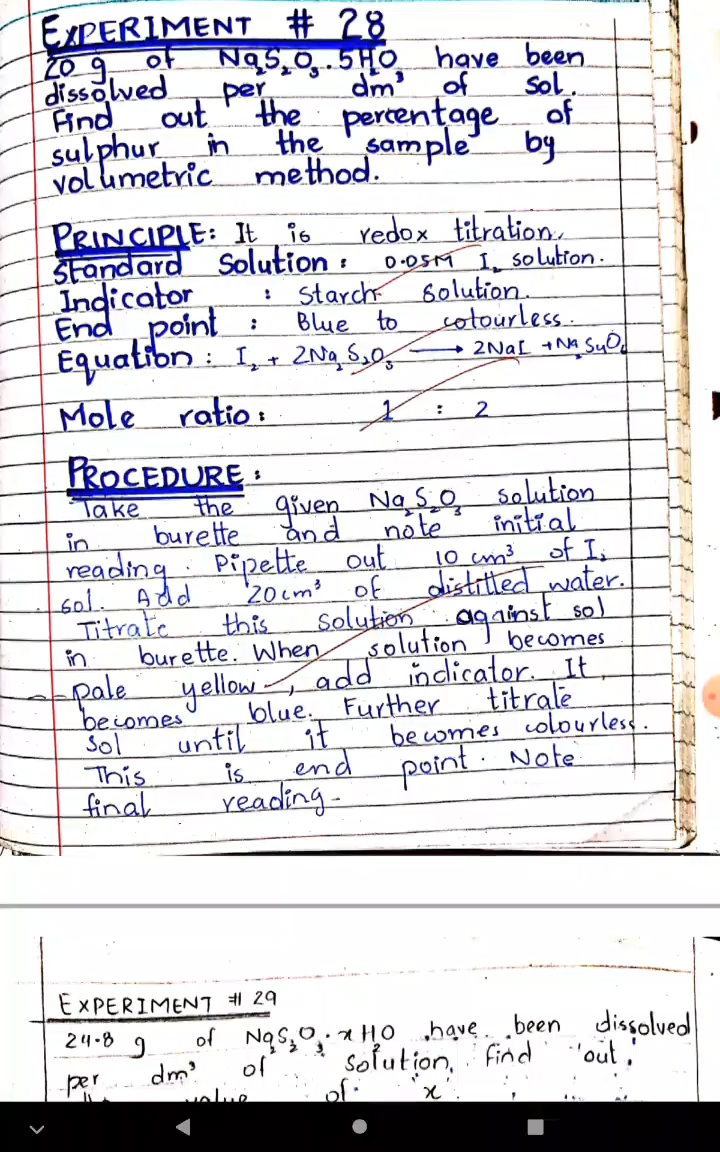 EXPERIMENT # 28
20 g of Na2S2O3.5H2O have been
dissolved per dm³ of sol.
Find out the percentage of
sulphur in the sample by
volumetric method.
PRINCIPLE: It is redox titration.
Standard Solution: 0.05M I2 solution.
Indicator : Starch Solution.
End point : Blue to colourless.
Equation: I2 + 2Na2S2O3 → 2NaI + Na2S4O6
Mole ratio: 1 : 2
PROCEDURE:
Take the given Na2S2O3 solution
in burette and note initial
reading. Pipette out 10 cm³ of I2
sol. Add 20cm³ of distilled water.
Titrate this solution against sol
in burette. When solution becomes
pale yellow, add indicator. It
becomes blue. Further titrate
sol until it becomes colourless.
This is end point. Note
final reading-
EXPERIMENT # 29
24.8 g of Na2S2O3.xH2O have been dissolved
per dm³ of solution. Find out
value of 'x'